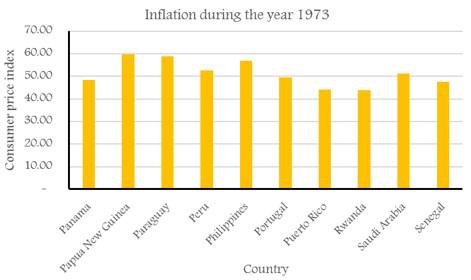 Inflation during the year 1973
Consumer price index
70.00
60.00
50.00
40.00
30.00
20.00
10.00
-
Panama
Papua New Guinea
Paraguay
Peru
Philippines
Portugal
Puerto Rico
Rwanda
Saudi Arabia
Senegal
Country